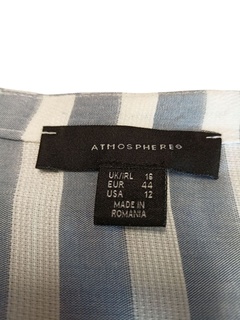 ATMOSPHERE
UK/IRL 16
EUR 44
USA 12
MADE IN
ROMANIA